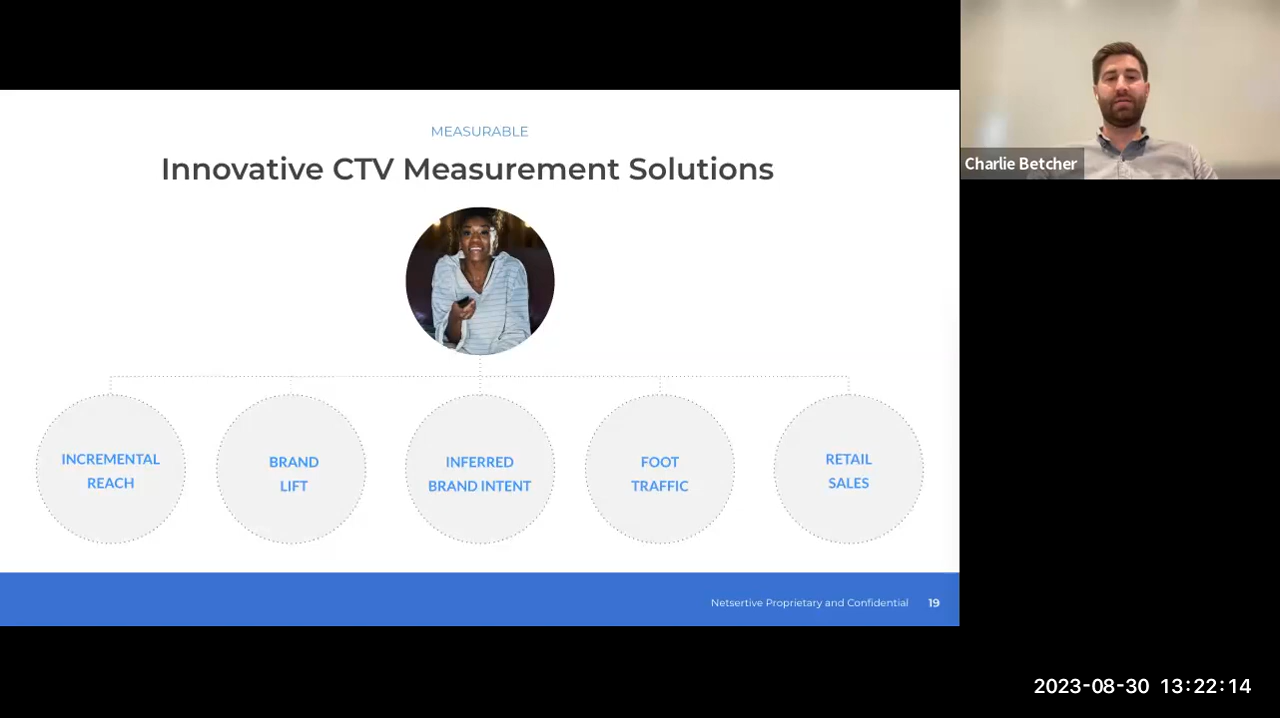 MEASURABLE
Innovative CTV Measurement Solutions
Charlie Betcher
INCREMENTAL
REACH
BRAND
LIFT
INFERRED
BRAND INTENT
FOOT
TRAFFIC
RETAIL
SALES
Netsertive Proprietary and Confidential 19
2023-08-30 13:22:14